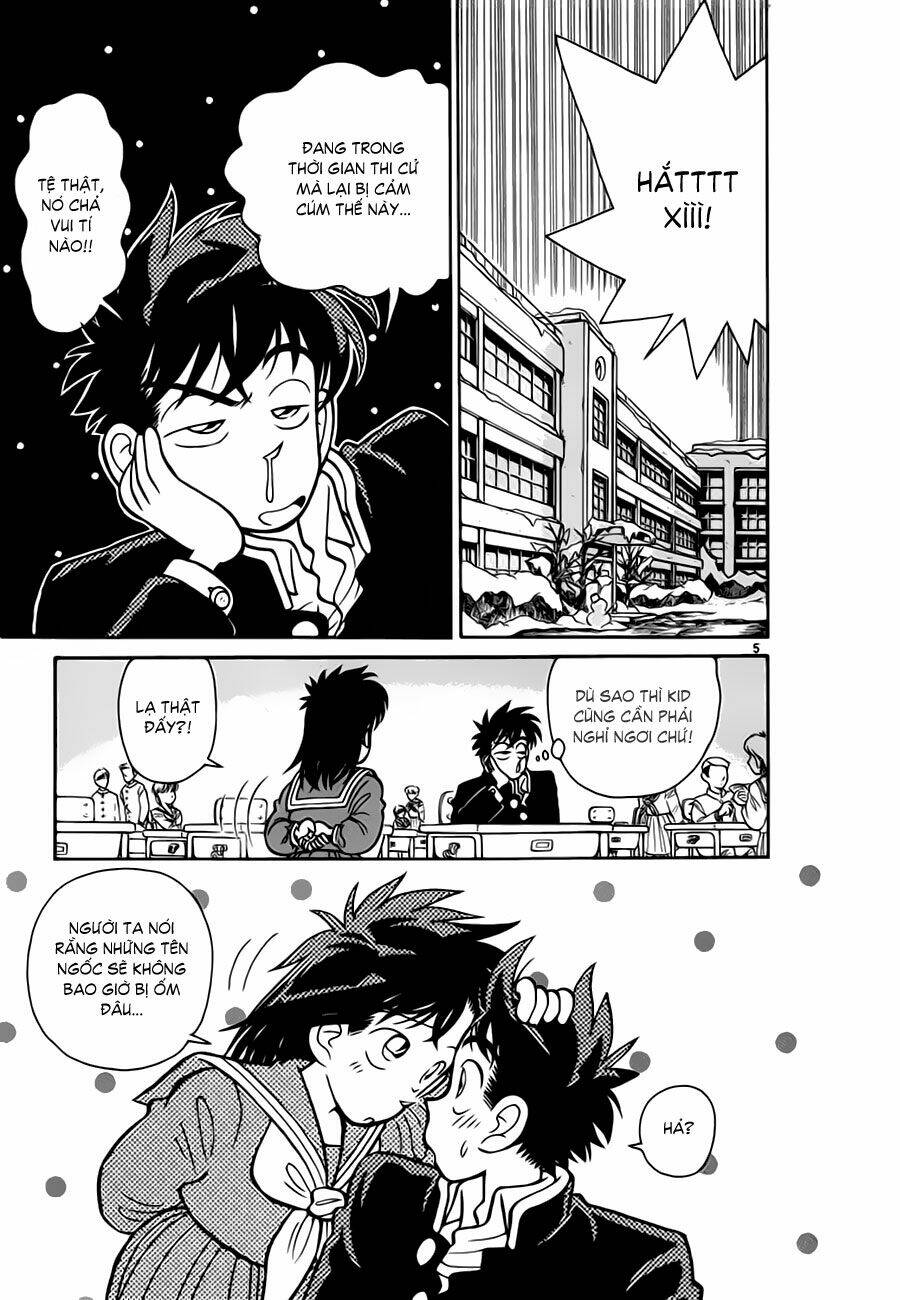 HẮTTTT
XÌÌÌ!
ĐANG TRONG
THỜI GIAN THI CỬ
MÀ LẠI BỊ CẢM
CÚM THẾ NÀY...
TỆ THẬT,
NÓ CHẢ
VUI TÍ
NÀO!!
5
DÙ SAO THÌ KID
CŨNG CẦN PHẢI
NGHỈ NGƠI CHỨ!
LẠ THẬT
ĐẤY?!
NGƯỜI TA NÓI
RẰNG NHỮNG TÊN
NGỐC SẼ KHÔNG
BAO GIỜ BỊ ỐM
ĐÂU...
HẢ?